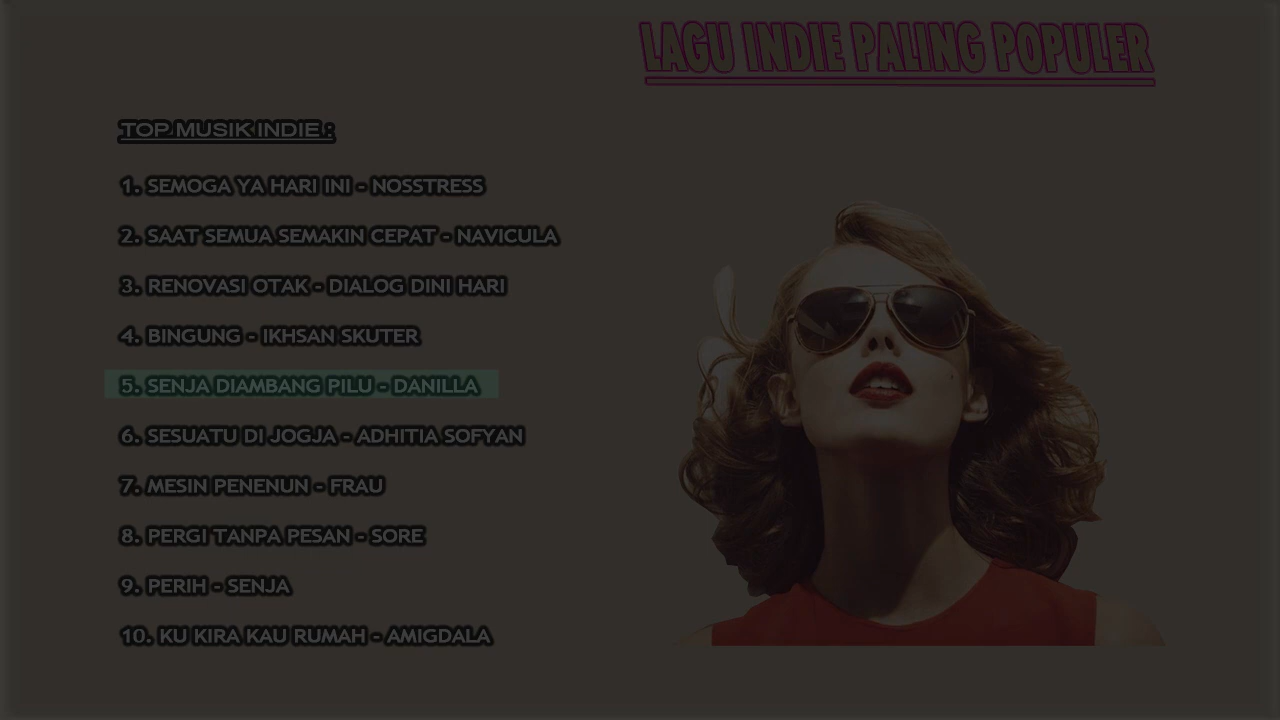 LAGU INDIE PALING POPULER
TOP MUSIK INDIE :
1. SEMOGA YA HARI INI - NOSSTRESS
2. SAAT SEMUA SEMAKIN CEPAT - NAVICULA
3. RENOVASI OTAK - DIALOG DINI HARI
4. BINGUNG - IKHSAN SKUTER
5. SENJA DIAMBANG PILU - DANILLA
6. SESUATU DI JOGJA - ADHITIA SOFYAN
7. MESIN PENENUN - FRAU
8. PERGI TANPA PESAN - SORE
9. PERIH - SENJA
10. KU KIRA KAU RUMAH - AMIGDALA